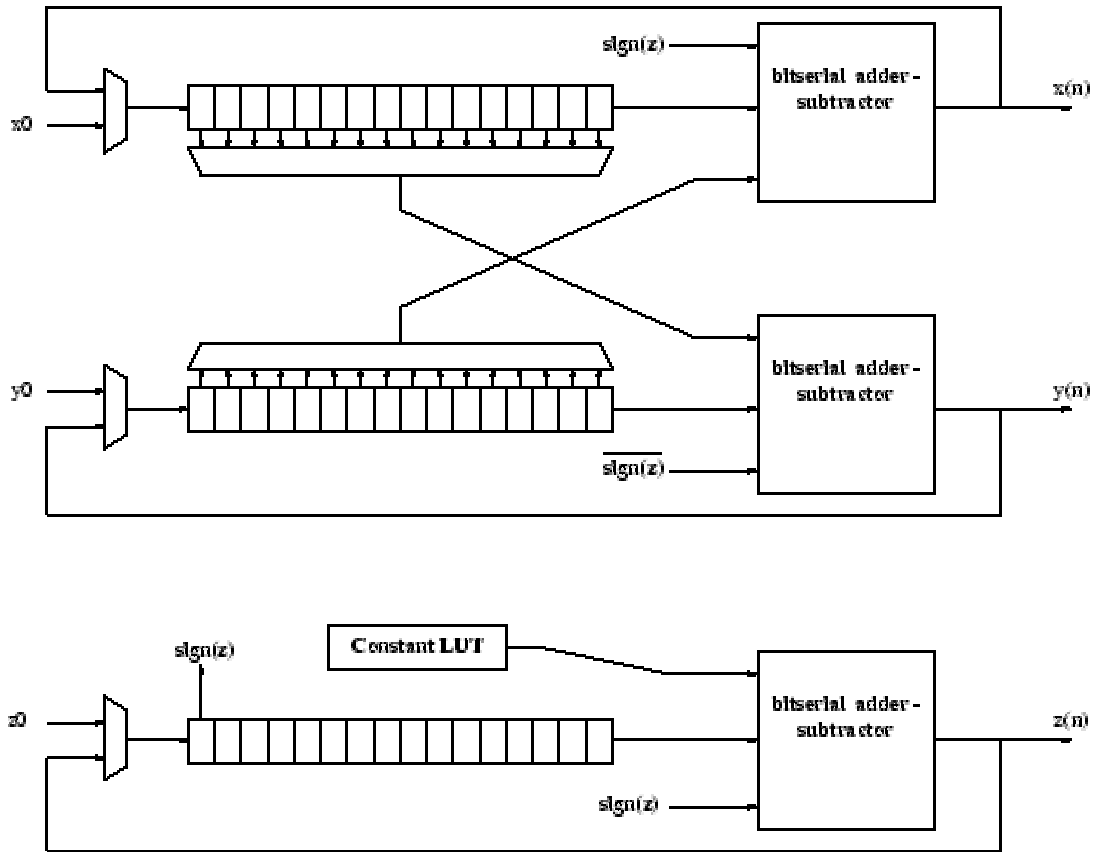 sign(z)
bitserial adder-
subtractor
x(n)
x0
y0
bitserial adder-
subtractor
y(n)
sign(z)
sign(z)
Constant LUT
bitserial adder-
subtractor
z0
z(n)
sign(z)